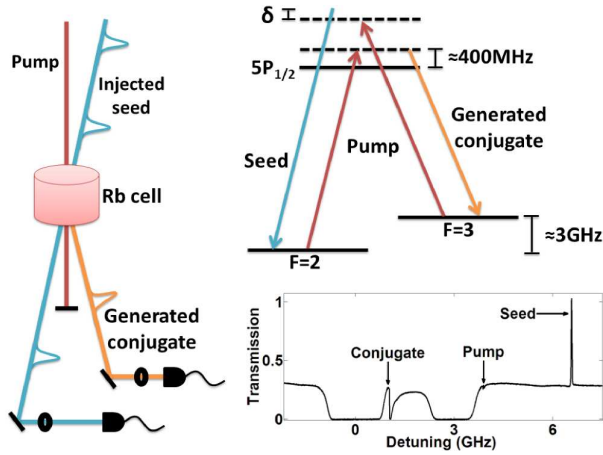 Pump
Injected
seed
Rb cell
Generated
conjugate
δ
≈400MHz
5P1/2
Generated
conjugate
Seed
Pump
F=3
≈3GHz
F=2
Transmission
1
0.5
0
Seed
Conjugate
Pump
0 3 6
Detuning (GHz)